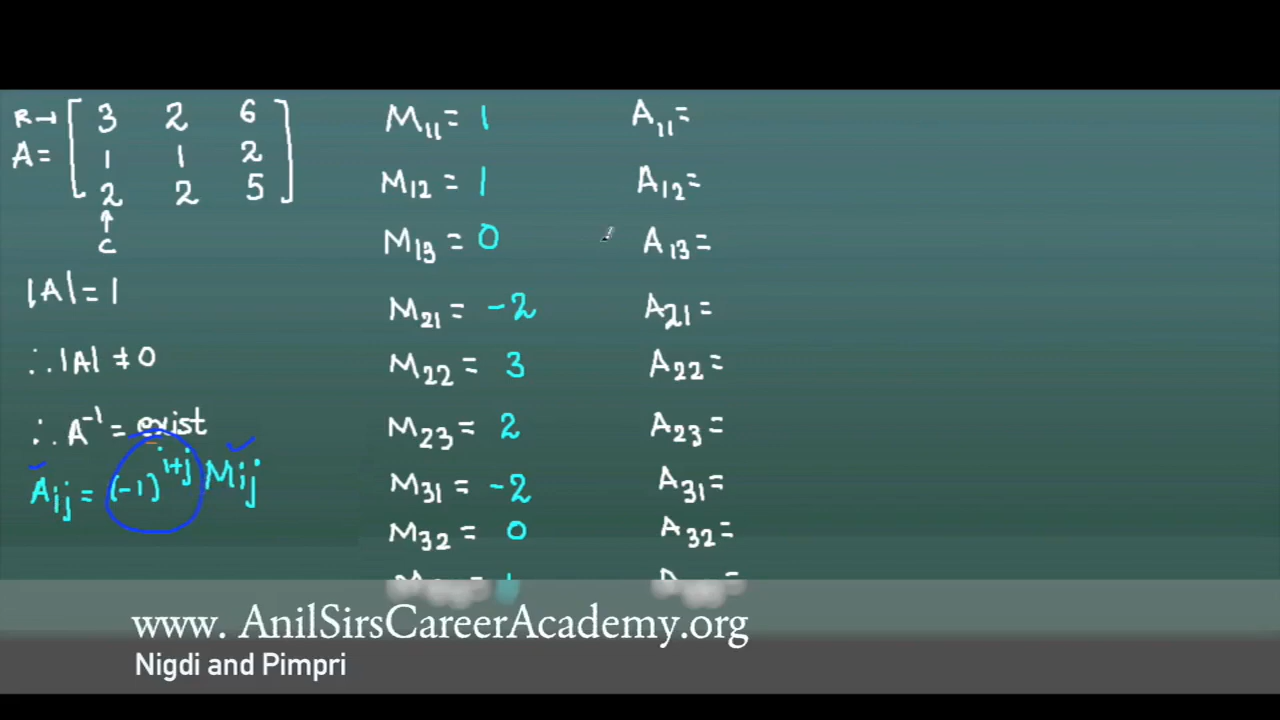 R→ [ 3 2 6 ]
A= [ 1 1 2 ]
[ 2 2 5 ]
↑
C
|A| = 1
∴ |A| ≠ 0
∴ A⁻¹ = exist
Aij = (-1)^i+j Mij
M11 = 1
M12 = 1
M13 = 0
M21 = -2
M22 = 3
M23 = 2
M31 = -2
M32 = 0
A11=
A12=
A13=
A21=
A22=
A23=
A31=
A32=
www. AnilSirsCareerAcademy.org
Nigdi and Pimpri